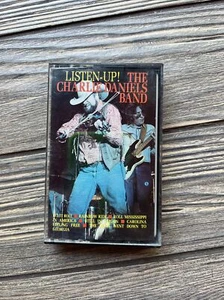 LISTEN-UP! THE
CHARLIE DANIELS
BAND
RAINBOW RIDE ROLL MISSISSIPPI
IN AMERICA CAROLINA
WENT DOWN TO
GEORGIA